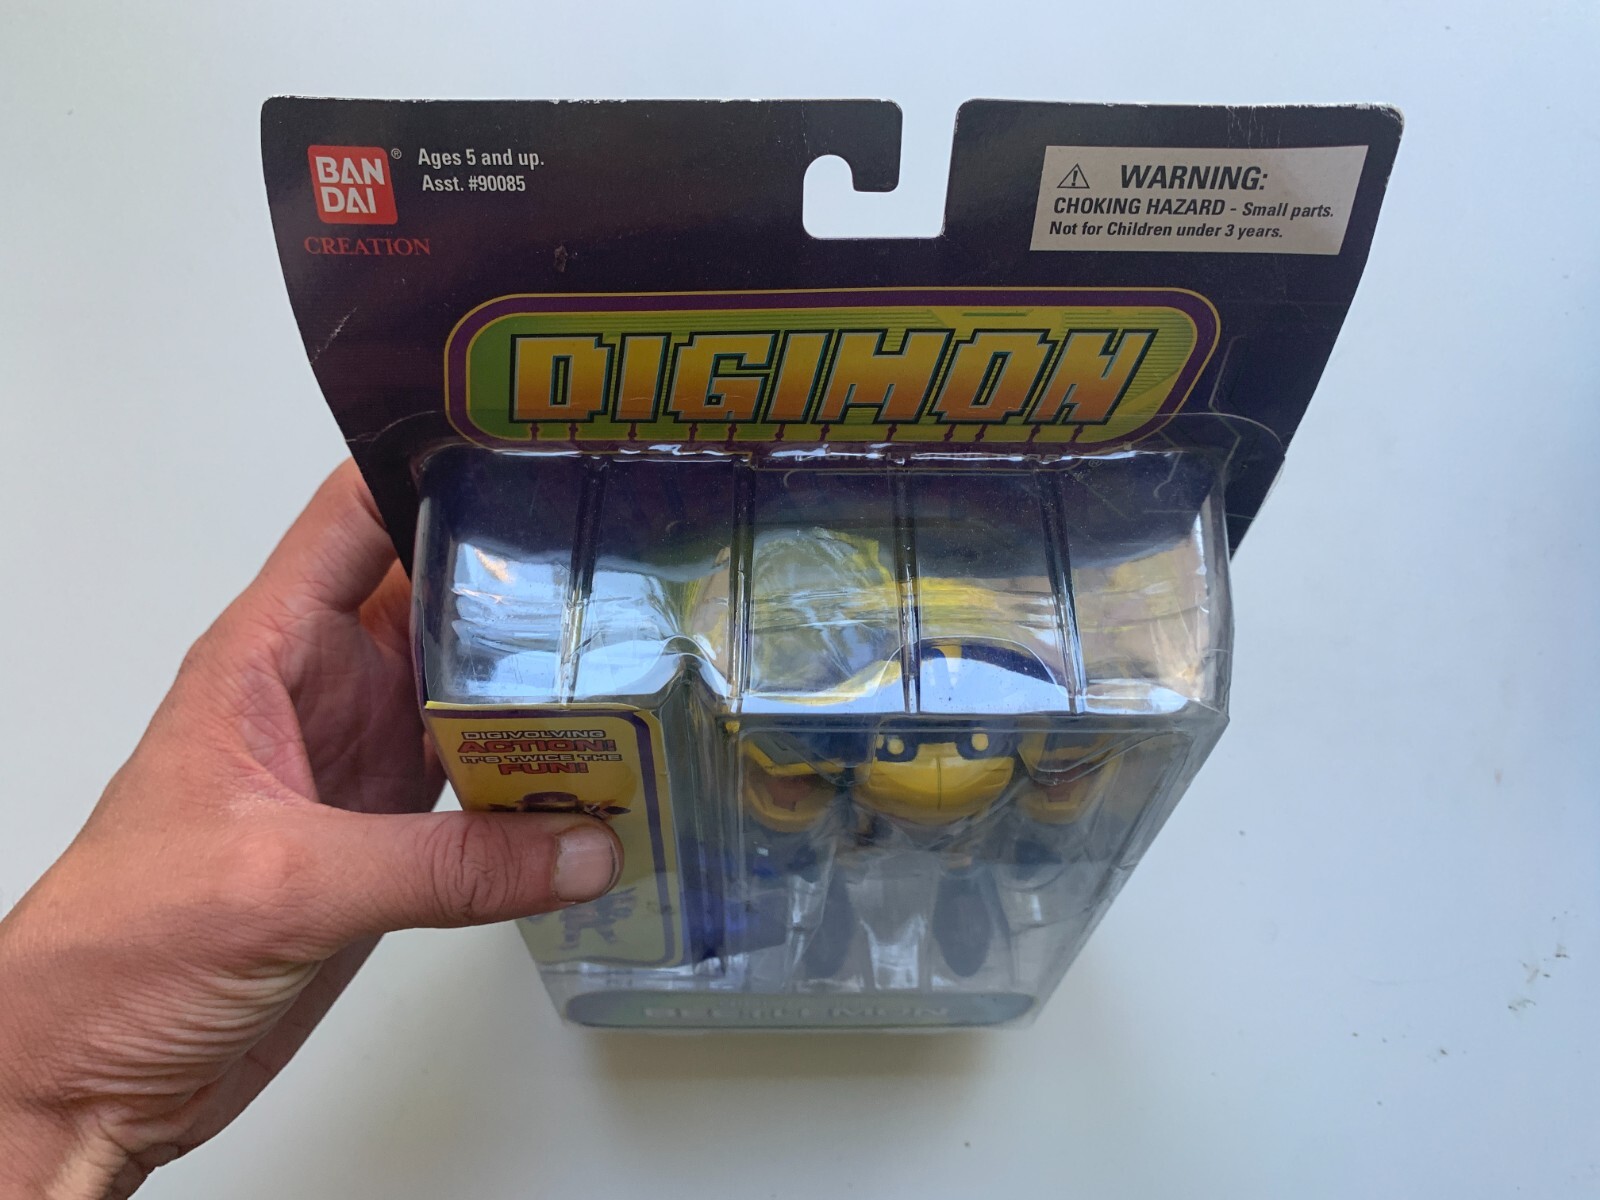 BAN
DAI
®
CREATION
Ages 5 and up.
Asst. #90085
WARNING:
CHOKING HAZARD - Small parts.
Not for Children under 3 years.
DIGIMON
DIGIVOLVING
ACTION!
IT'S TWICE THE
FUN!